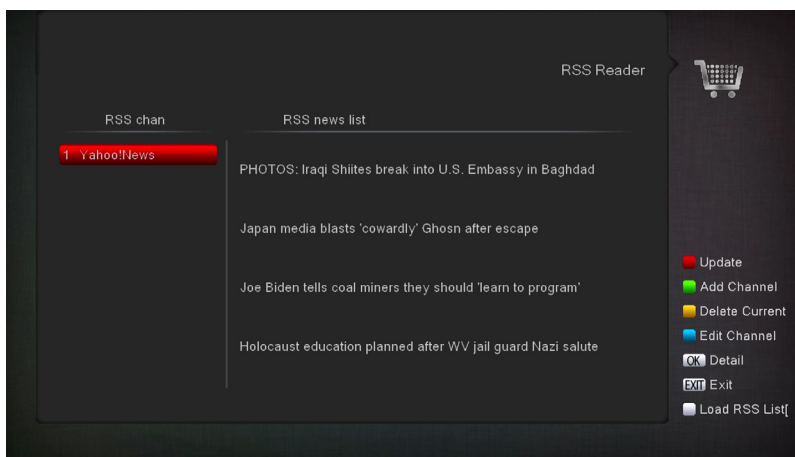 RSS Reader
RSS chan
RSS news list
1 Yahoo!News
PHOTOS: Iraqi Shiites break into U.S. Embassy in Baghdad
Japan media blasts 'cowardly' Ghosn after escape
Joe Biden tells coal miners they should 'learn to program'
Holocaust education planned after WV jail guard Nazi salute
Update
Add Channel
Delete Current
Edit Channel
OK Detail
EXIT Exit
Load RSS List[